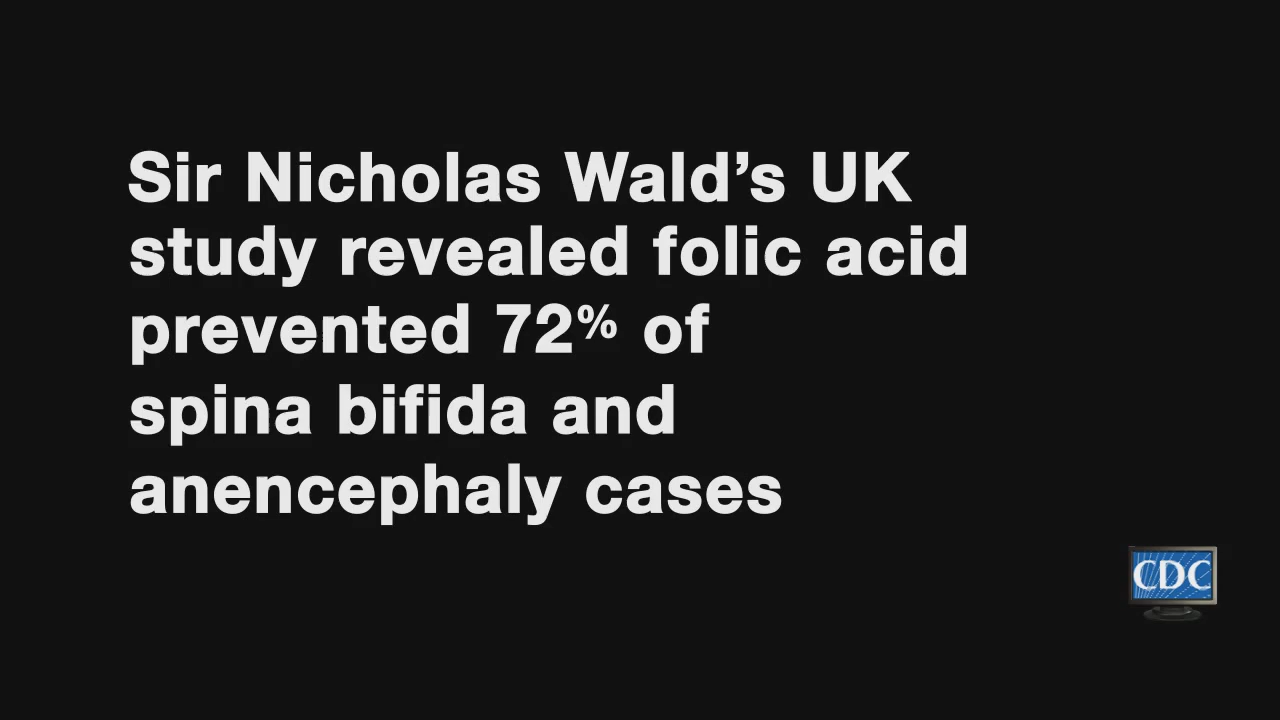 Sir Nicholas Wald’s UK
study revealed folic acid
prevented 72% of
spina bifida and
anencephaly cases
CDC